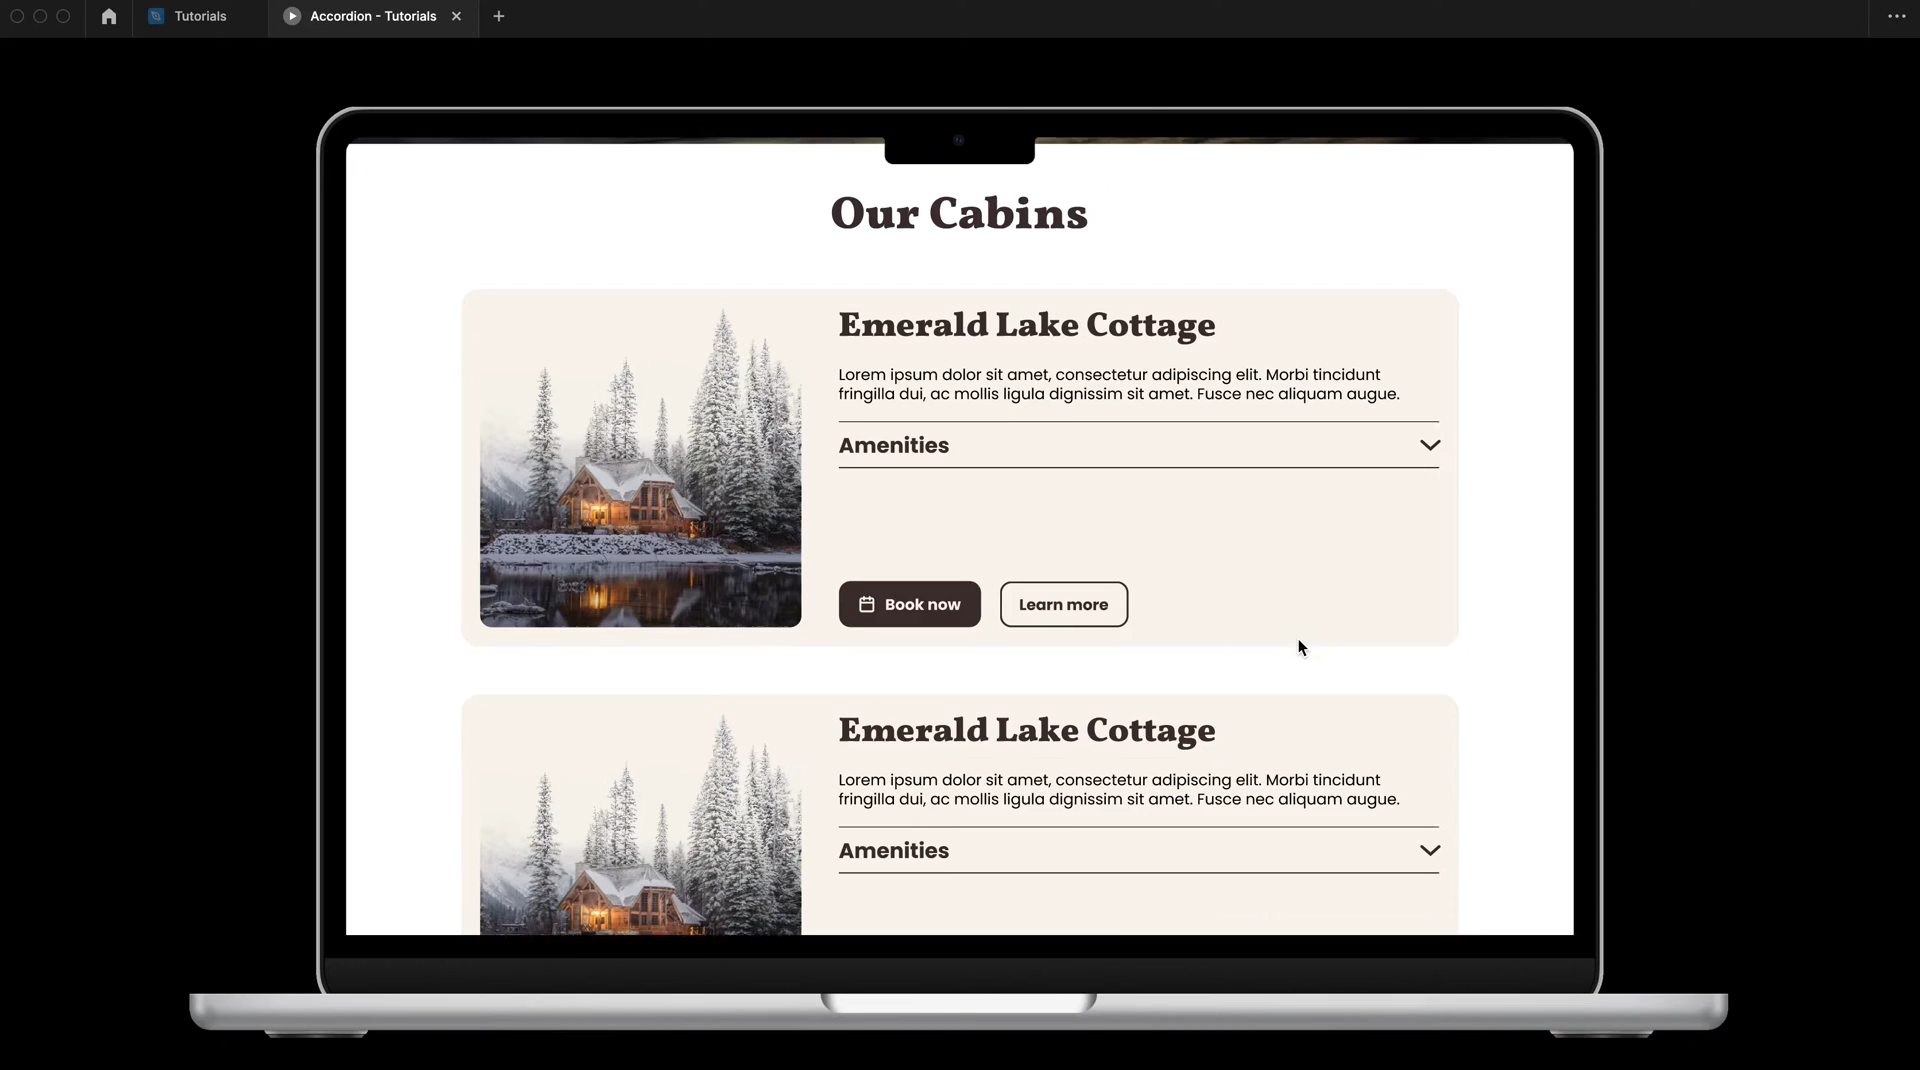 Tutorials
Accordion - Tutorials
Our Cabins
Emerald Lake Cottage
Lorem ipsum dolor sit amet, consectetur adipiscing elit. Morbi tincidunt
fringilla dui, ac mollis ligula dignissim sit amet. Fusce nec aliquam augue.
Amenities
Book now
Learn more
Emerald Lake Cottage
Lorem ipsum dolor sit amet, consectetur adipiscing elit. Morbi tincidunt
fringilla dui, ac mollis ligula dignissim sit amet. Fusce nec aliquam augue.
Amenities